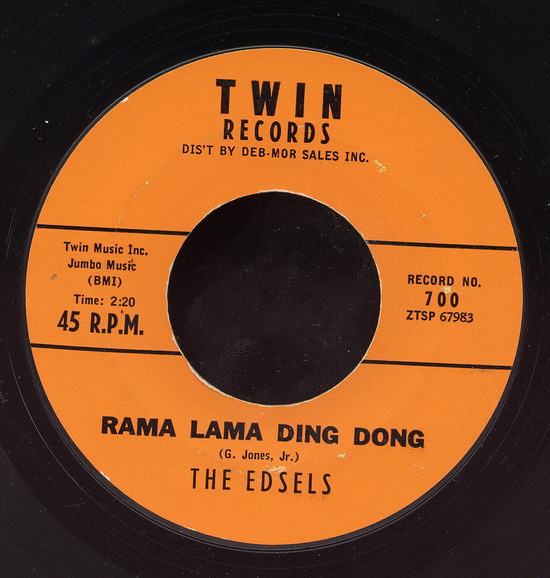 TWIN
RECORDS
DIS'T BY DEB-MOR SALES INC.
Twin Music Inc.
Jumbo Music
(BMI)
Time: 2:20
45 R.P.M.
RECORD NO.
700
ZTSP 67983
RAMA LAMA DING DONG
(G. Jones, Jr.)
THE EDSELS